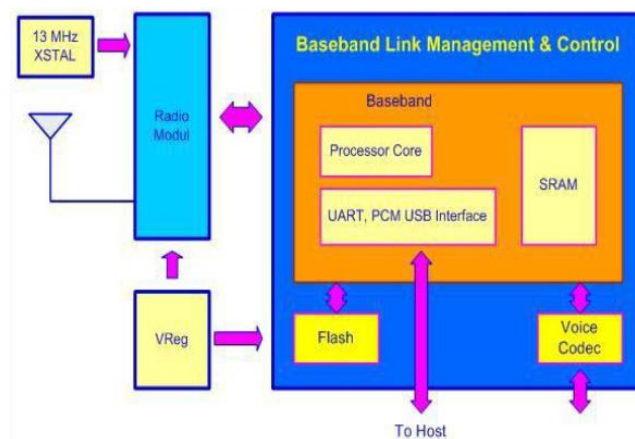 13 MHz
XSTAL
Baseband Link Management & Control
Radio
Modul
Baseband
Processor Core
SRAM
UART, PCM USB Interface
VReg
Flash
Voice
Codec
To Host